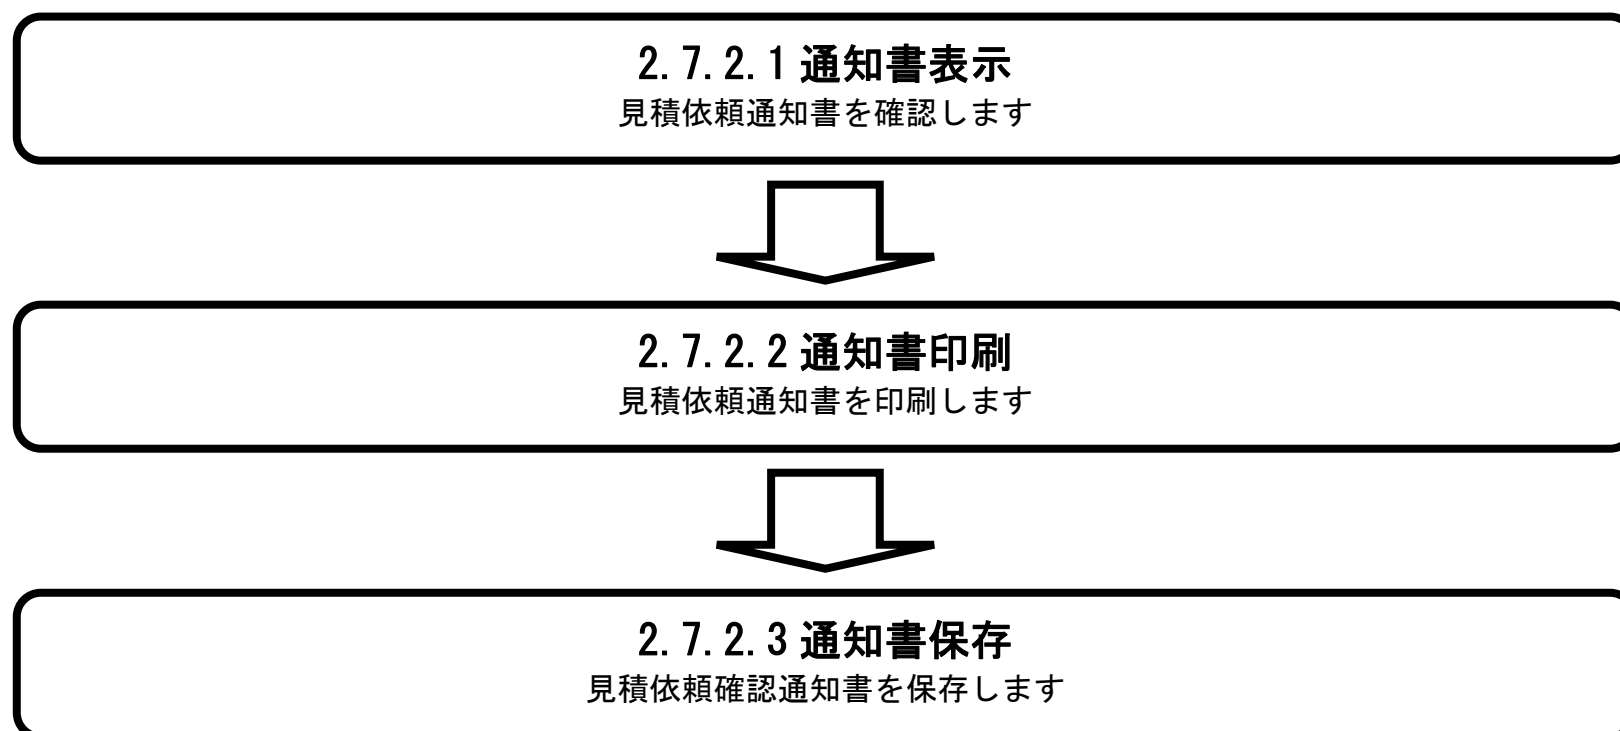 2.7.2.1 通知書表示
見積依頼通知書を確認します
2.7.2.2 通知書印刷
見積依頼通知書を印刷します
2.7.2.3 通知書保存
見積依頼確認通知書を保存します